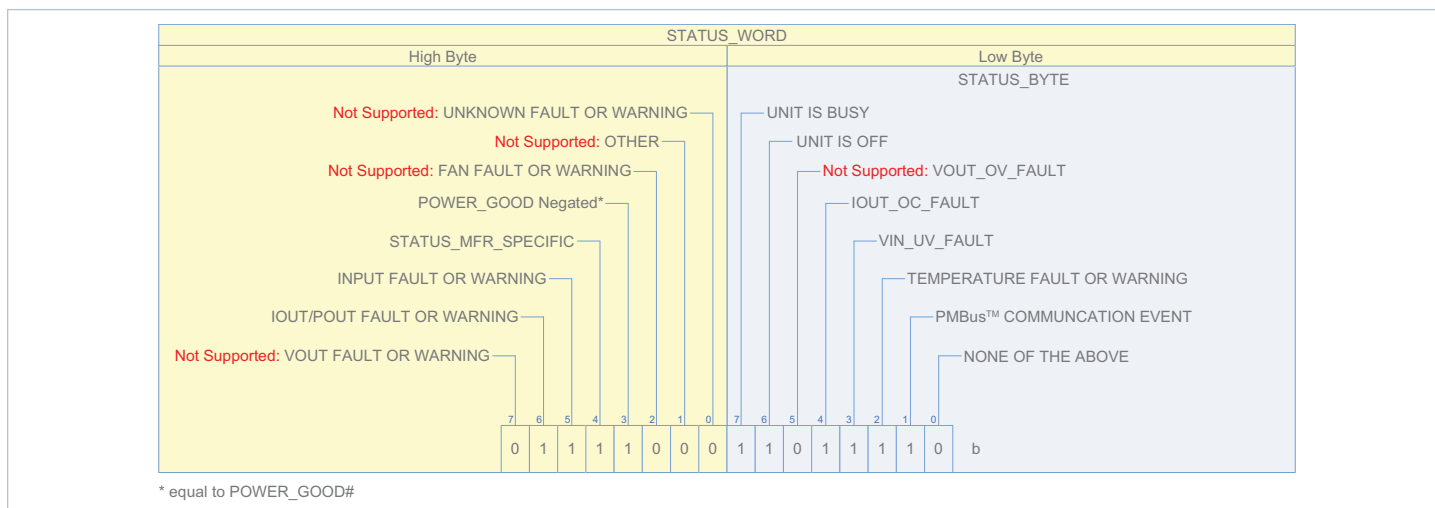 STATUS_WORD
High Byte Low Byte
STATUS_BYTE
Not Supported: UNKNOWN FAULT OR WARNING UNIT IS BUSY
Not Supported: OTHER UNIT IS OFF
Not Supported: FAN FAULT OR WARNING Not Supported: VOUT_OV_FAULT
POWER_GOOD Negated* IOUT_OC_FAULT
STATUS_MFR_SPECIFIC VIN_UV_FAULT
INPUT FAULT OR WARNING TEMPERATURE FAULT OR WARNING
IOUT/POUT FAULT OR WARNING PMBus™ COMMUNCATION EVENT
Not Supported: VOUT FAULT OR WARNING NONE OF THE ABOVE
7 6 5 4 3 2 1 0 7 6 5 4 3 2 1 0
0 1 1 1 1 0 0 0 1 1 0 1 1 1 1 0 b
* equal to POWER_GOOD#